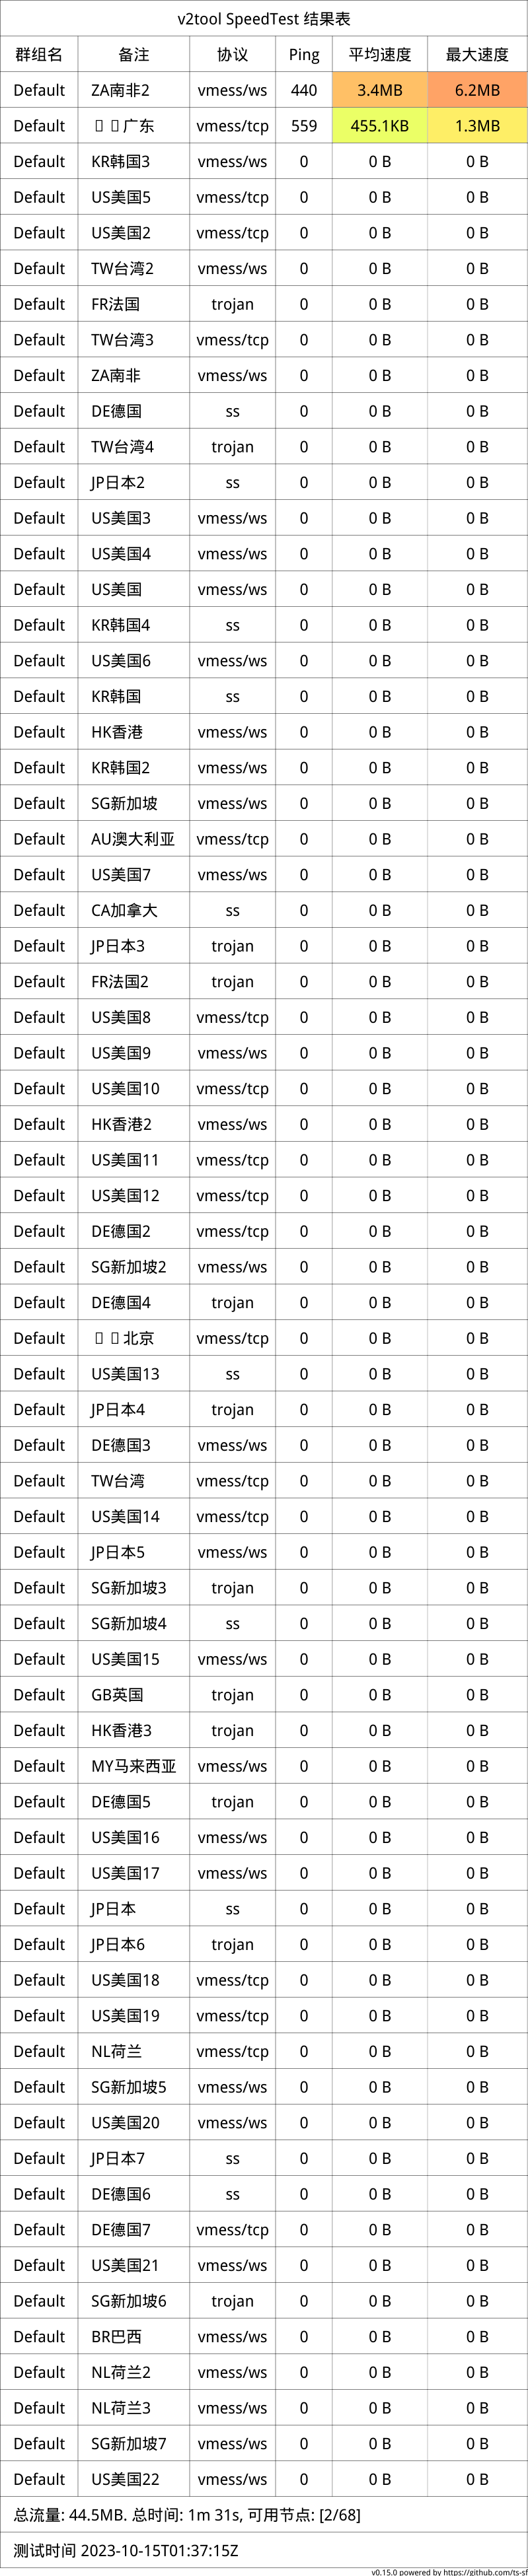 v2tool SpeedTest 结果表
群组名 备注 协议 Ping 平均速度 最大速度
Default ZA南非2 vmess/ws 440 3.4MB 6.2MB
Default 广东 vmess/tcp 559 455.1KB 1.3MB
Default KR韩国3 vmess/ws 0 0 B 0 B
Default US美国5 vmess/tcp 0 0 B 0 B
Default US美国2 vmess/tcp 0 0 B 0 B
Default TW台湾2 vmess/ws 0 0 B 0 B
Default FR法国 trojan 0 0 B 0 B
Default TW台湾3 vmess/tcp 0 0 B 0 B
Default ZA南非 vmess/ws 0 0 B 0 B
Default DE德国 ss 0 0 B 0 B
Default TW台湾4 trojan 0 0 B 0 B
Default JP日本2 ss 0 0 B 0 B
Default US美国3 vmess/ws 0 0 B 0 B
Default US美国4 vmess/ws 0 0 B 0 B
Default US美国 vmess/ws 0 0 B 0 B
Default KR韩国4 ss 0 0 B 0 B
Default US美国6 vmess/ws 0 0 B 0 B
Default KR韩国 ss 0 0 B 0 B
Default HK香港 vmess/ws 0 0 B 0 B
Default KR韩国2 vmess/ws 0 0 B 0 B
Default SG新加坡 vmess/ws 0 0 B 0 B
Default AU澳大利亚 vmess/tcp 0 0 B 0 B
Default US美国7 vmess/ws 0 0 B 0 B
Default CA加拿大 ss 0 0 B 0 B
Default JP日本3 trojan 0 0 B 0 B
Default FR法国2 trojan 0 0 B 0 B
Default US美国8 vmess/tcp 0 0 B 0 B
Default US美国9 vmess/ws 0 0 B 0 B
Default US美国10 vmess/tcp 0 0 B 0 B
Default HK香港2 vmess/ws 0 0 B 0 B
Default US美国11 vmess/tcp 0 0 B 0 B
Default US美国12 vmess/tcp 0 0 B 0 B
Default DE德国2 vmess/tcp 0 0 B 0 B
Default SG新加坡2 vmess/ws 0 0 B 0 B
Default DE德国4 trojan 0 0 B 0 B
Default 北京 vmess/tcp 0 0 B 0 B
Default US美国13 ss 0 0 B 0 B
Default JP日本4 trojan 0 0 B 0 B
Default DE德国3 vmess/ws 0 0 B 0 B
Default TW台湾 vmess/tcp 0 0 B 0 B
Default US美国14 vmess/tcp 0 0 B 0 B
Default JP日本5 vmess/ws 0 0 B 0 B
Default SG新加坡3 trojan 0 0 B 0 B
Default SG新加坡4 ss 0 0 B 0 B
Default US美国15 vmess/ws 0 0 B 0 B
Default GB英国 trojan 0 0 B 0 B
Default HK香港3 trojan 0 0 B 0 B
Default MY马来西亚 vmess/ws 0 0 B 0 B
Default DE德国5 trojan 0 0 B 0 B
Default US美国16 vmess/ws 0 0 B 0 B
Default US美国17 vmess/ws 0 0 B 0 B
Default JP日本 ss 0 0 B 0 B
Default JP日本6 trojan 0 0 B 0 B
Default US美国18 vmess/tcp 0 0 B 0 B
Default US美国19 vmess/tcp 0 0 B 0 B
Default NL荷兰 vmess/tcp 0 0 B 0 B
Default SG新加坡5 vmess/ws 0 0 B 0 B
Default US美国20 vmess/ws 0 0 B 0 B
Default JP日本7 ss 0 0 B 0 B
Default DE德国6 ss 0 0 B 0 B
Default DE德国7 vmess/tcp 0 0 B 0 B
Default US美国21 vmess/ws 0 0 B 0 B
Default SG新加坡6 trojan 0 0 B 0 B
Default BR巴西 vmess/ws 0 0 B 0 B
Default NL荷兰2 vmess/ws 0 0 B 0 B
Default NL荷兰3 vmess/ws 0 0 B 0 B
Default SG新加坡7 vmess/ws 0 0 B 0 B
Default US美国22 vmess/ws 0 0 B 0 B
总流量: 44.5MB. 总时间: 1m 31s, 可用节点: [2/68]
测试时间 2023-10-15T01:37:15Z
v0.15.0 powered by https://github.com/ts-sf